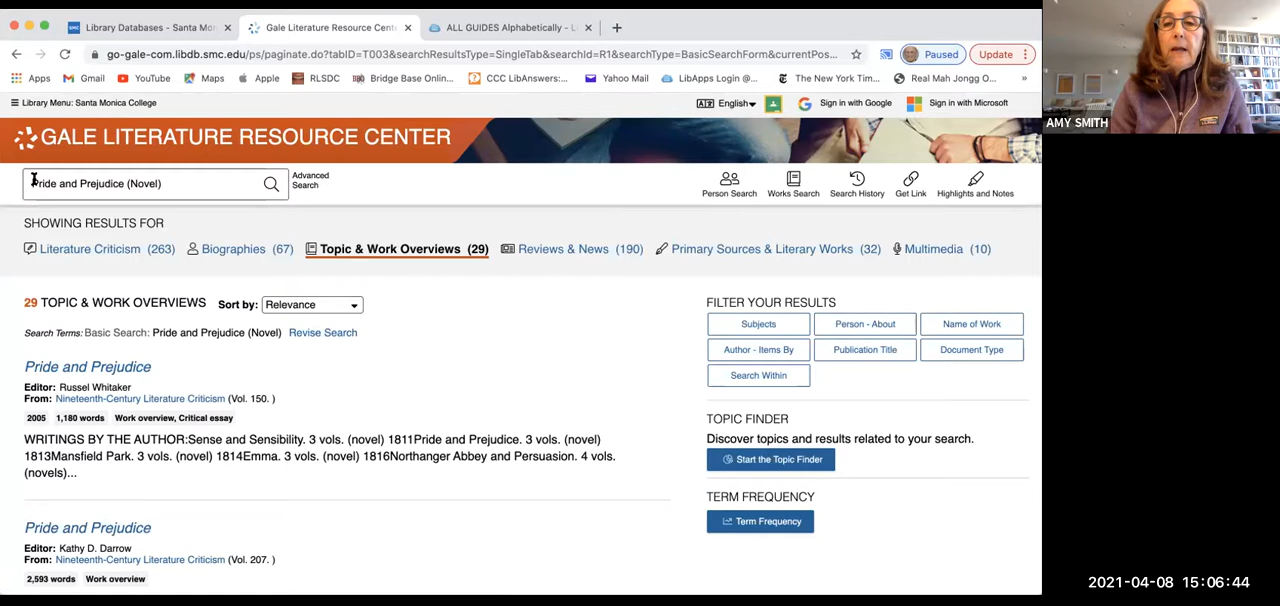 Library Databases - Santa Mon
Gale Literature Resource Cente
ALL GUIDES Alphabetically - L
go-gale-com.libdb.smc.edu/ps/paginate.do?tabID=T003&searchResultsType=SingleTab&searchId=R1&searchType=BasicSearchForm&currentPos...
Paused
Update
Apps
Gmail
YouTube
Maps
Apple
RLSDC
Bridge Base Onlin...
CCC LibAnswers:...
Yahoo Mail
LibApps Login @...
The New York Tim...
Real Mah Jongg O...
»
Library Menu: Santa Monica College
English
Sign in with Google
Sign in with Microsoft
GALE LITERATURE RESOURCE CENTER
Pride and Prejudice (Novel)
Advanced
Search
Person Search
Works Search
Search History
Get Link
Highlights and Notes
SHOWING RESULTS FOR
Literature Criticism (263)
Biographies (67)
Topic & Work Overviews (29)
Reviews & News (190)
Primary Sources & Literary Works (32)
Multimedia (10)
29 TOPIC & WORK OVERVIEWS Sort by: Relevance
Search Terms: Basic Search: Pride and Prejudice (Novel) Revise Search
Pride and Prejudice
Editor: Russel Whitaker
From: Nineteenth-Century Literature Criticism (Vol. 150. )
2005 1,180 words Work overview, Critical essay
WRITINGS BY THE AUTHOR:Sense and Sensibility. 3 vols. (novel) 1811Pride and Prejudice. 3 vols. (novel)
1813Mansfield Park. 3 vols. (novel) 1814Emma. 3 vols. (novel) 1816Northanger Abbey and Persuasion. 4 vols.
(novels)...
Pride and Prejudice
Editor: Kathy D. Darrow
From: Nineteenth-Century Literature Criticism (Vol. 207. )
2,593 words Work overview
FILTER YOUR RESULTS
Subjects
Person - About
Name of Work
Author - Items By
Publication Title
Document Type
Search Within
TOPIC FINDER
Discover topics and results related to your search.
Start the Topic Finder
TERM FREQUENCY
Term Frequency
AMY SMITH
2021-04-08 15:06:44